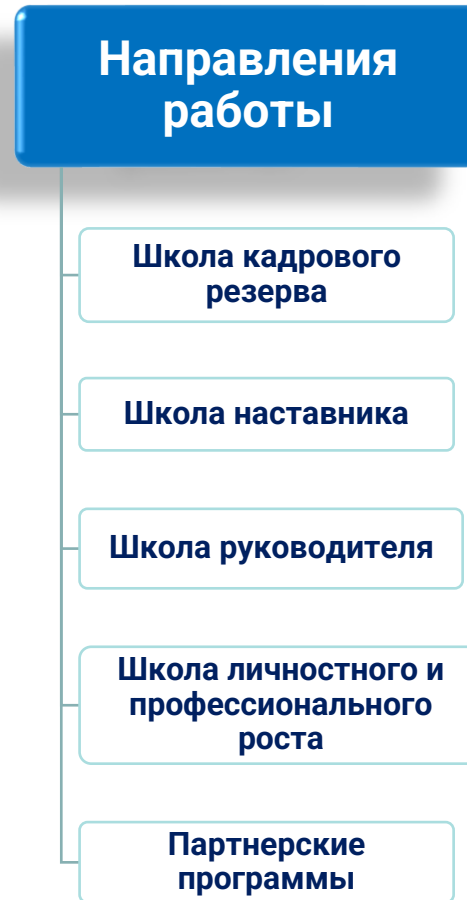 Направления
работы
Школа кадрового
резерва
Школа наставника
Школа руководителя
Школа личностного и
профессионального
роста
Партнерские
программы